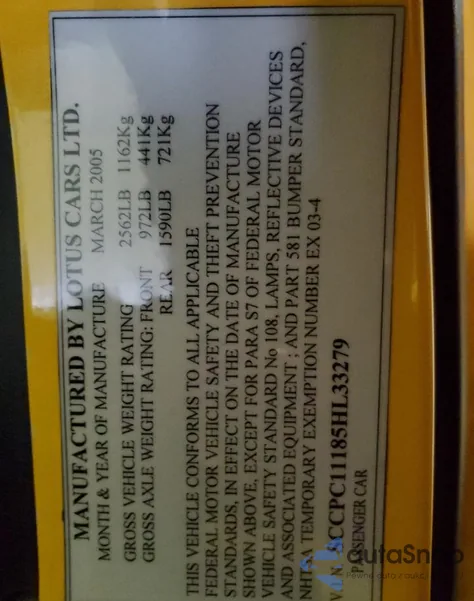 MANUFACTURED BY LOTUS CARS LTD.
MONTH & YEAR OF MANUFACTURE MARCH 2005
GROSS VEHICLE WEIGHT RATING 2562LB 1162Kg
GROSS AXLE WEIGHT RATING: FRONT 972LB 441Kg
REAR 1590LB 721Kg
THIS VEHICLE CONFORMS TO ALL APPLICABLE
FEDERAL MOTOR VEHICLE SAFETY AND THEFT PREVENTION
STANDARDS, IN EFFECT ON THE DATE OF MANUFACTURE
SHOWN ABOVE, EXCEPT FOR PARA S7 OF FEDERAL MOTOR
VEHICLE SAFETY STANDARD No 108, LAMPS, REFLECTIVE DEVICES
AND ASSOCIATED EQUIPMENT ; AND PART 581 BUMPER STANDARD,
NHTSA TEMPORARY EXEMPTION NUMBER EX 03-4
V.I.N. SCCPC11185HL33279
PASSENGER CAR